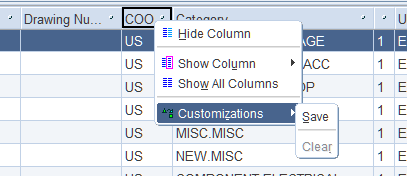 Drawing Nu... COO Category U
US AGE 1 E
US ACC 1 E
US OP 1 E
US 1 E
US MISC.MISC 1 E
US NEW.MISC 1 E
US COMPONENT ELECTRICAL 1 E
Hide Column
Show Column
Show All Columns
Customizations
Save
Clear